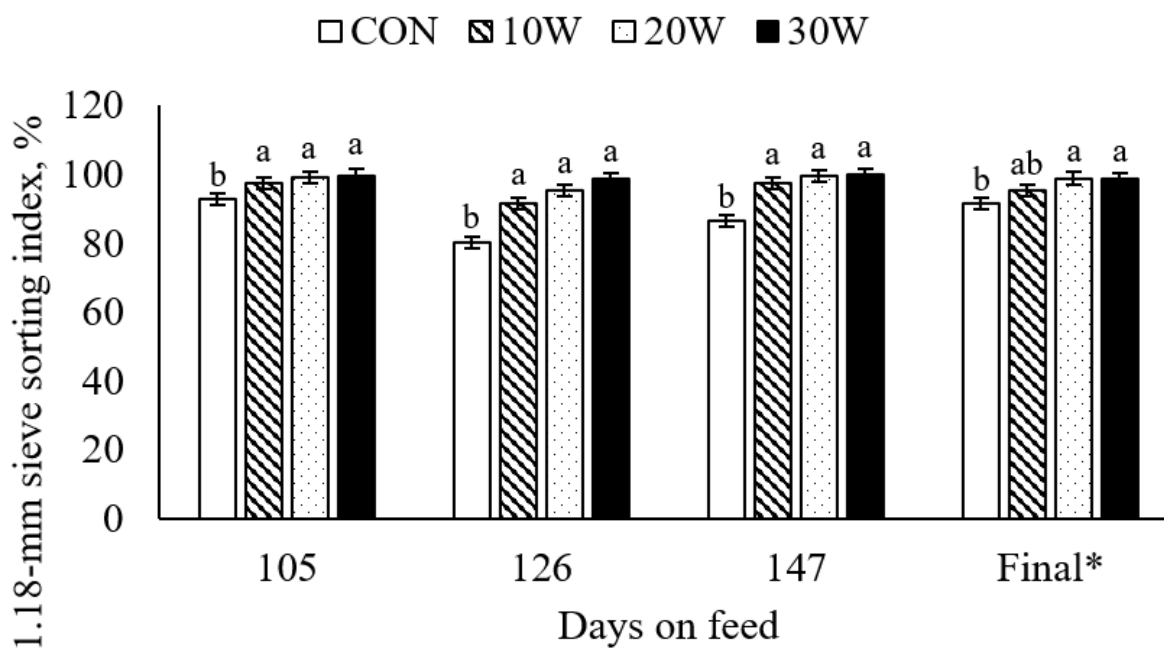 CON 10W 20W 30W
1.18-mm sieve sorting index, %
120
100
80
60
40
20
0
b a a a
b a a a
b a a a
b ab a a
105 126 147 Final*
Days on feed